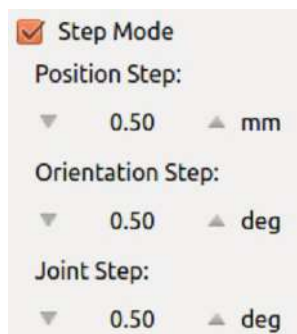 Step Mode
Position Step:
0.50 mm
Orientation Step:
0.50 deg
Joint Step:
0.50 deg